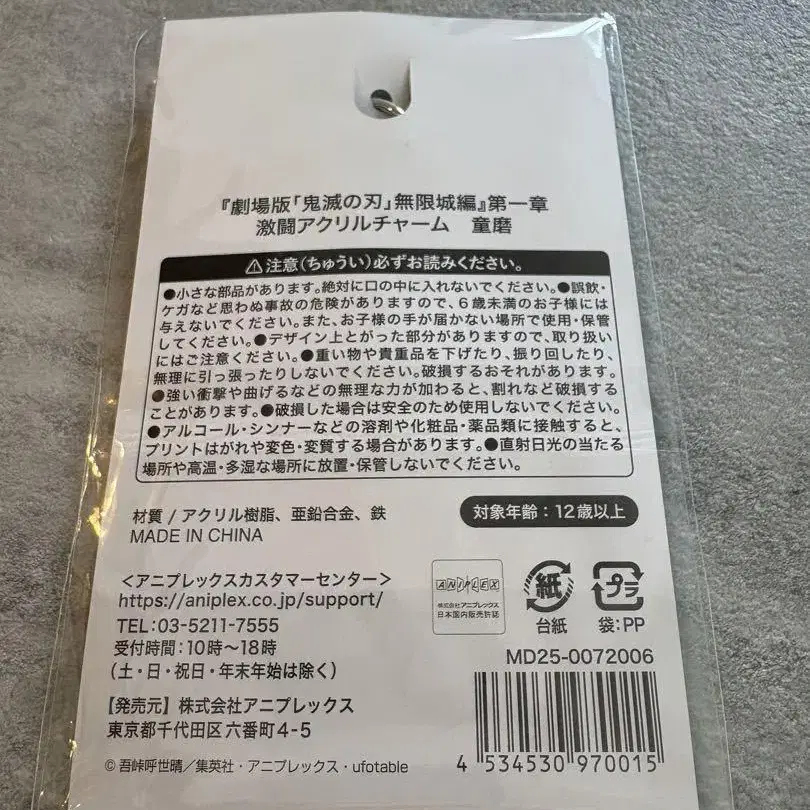 『劇場版「鬼滅の刃」無限城編』第一章
激闘アクリルチャーム　童磨
⚠注意(ちゅうい)必ずお読みください。
●小さな部品があります。絶対に口の中に入れないでください。●誤飲・
ケガなど思わぬ事故の危険がありますので、6歳未満のお子様には
与えないでください。また、お子様の手が届かない場所で使用・保管
してください。●デザイン上とがった部分がありますので、取り扱い
にはご注意ください。●重い物や貴重品を下げたり、振り回したり、
無理に引っ張ったりしないでください。破損するおそれがあります。
●強い衝撃や曲げるなどの無理な力が加わると、割れなど破損する
ことがあります。●破損した場合は安全のため使用しないでください。
●アルコール・シンナーなどの溶剤や化粧品・薬品類に接触すると、
プリントはがれや変色・変質する場合があります。●直射日光の当たる
場所や高温・多湿な場所に放置・保管しないでください。
材質 / アクリル樹脂、亜鉛合金、鉄
MADE IN CHINA
対象年齢：12歳以上
＜アニプレックスカスタマーセンター＞
https://aniplex.co.jp/support/
TEL:03-5211-7555
受付時間：10時〜18時
(土・日・祝日・年末年始は除く)
【発売元】株式会社アニプレックス
東京都千代田区六番町4-5
©吾峠呼世晴／集英社・アニプレックス・ufotable
ANIPLEX
株式会社アニプレックス
日本国内販売許諾
紙
台紙
プラ
袋：PP
MD25-0072006
4 534530 970015